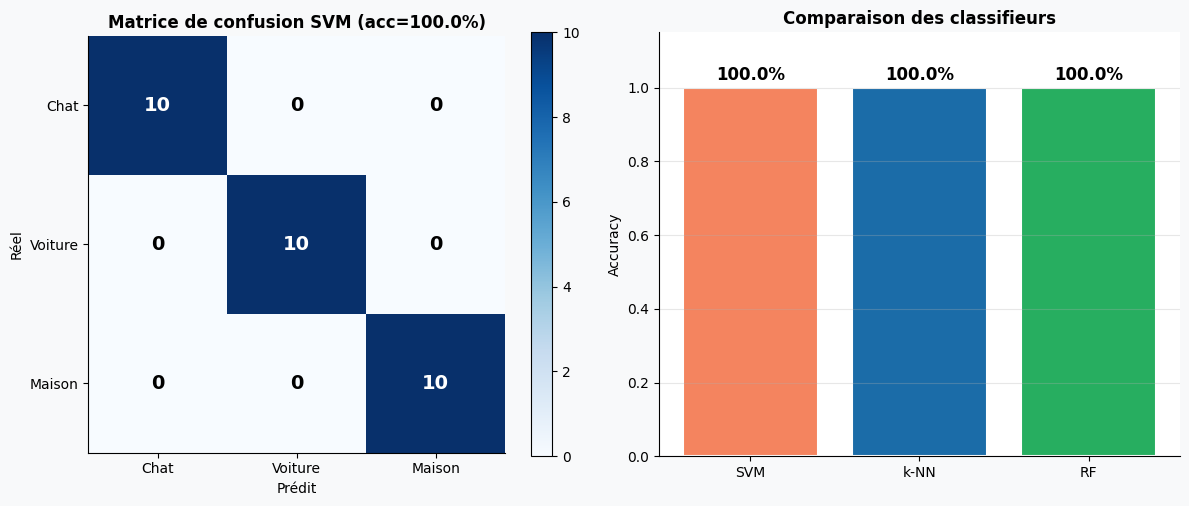 Matrice de confusion SVM (acc=100.0%)
Réel
Chat
Voiture
Maison
10 0 0
0 10 0
0 0 10
Chat Voiture Maison
Prédit
10
8
6
4
2
0
Comparaison des classifieurs
Accuracy
1.0
0.8
0.6
0.4
0.2
0.0
100.0% 100.0% 100.0%
SVM k-NN RF